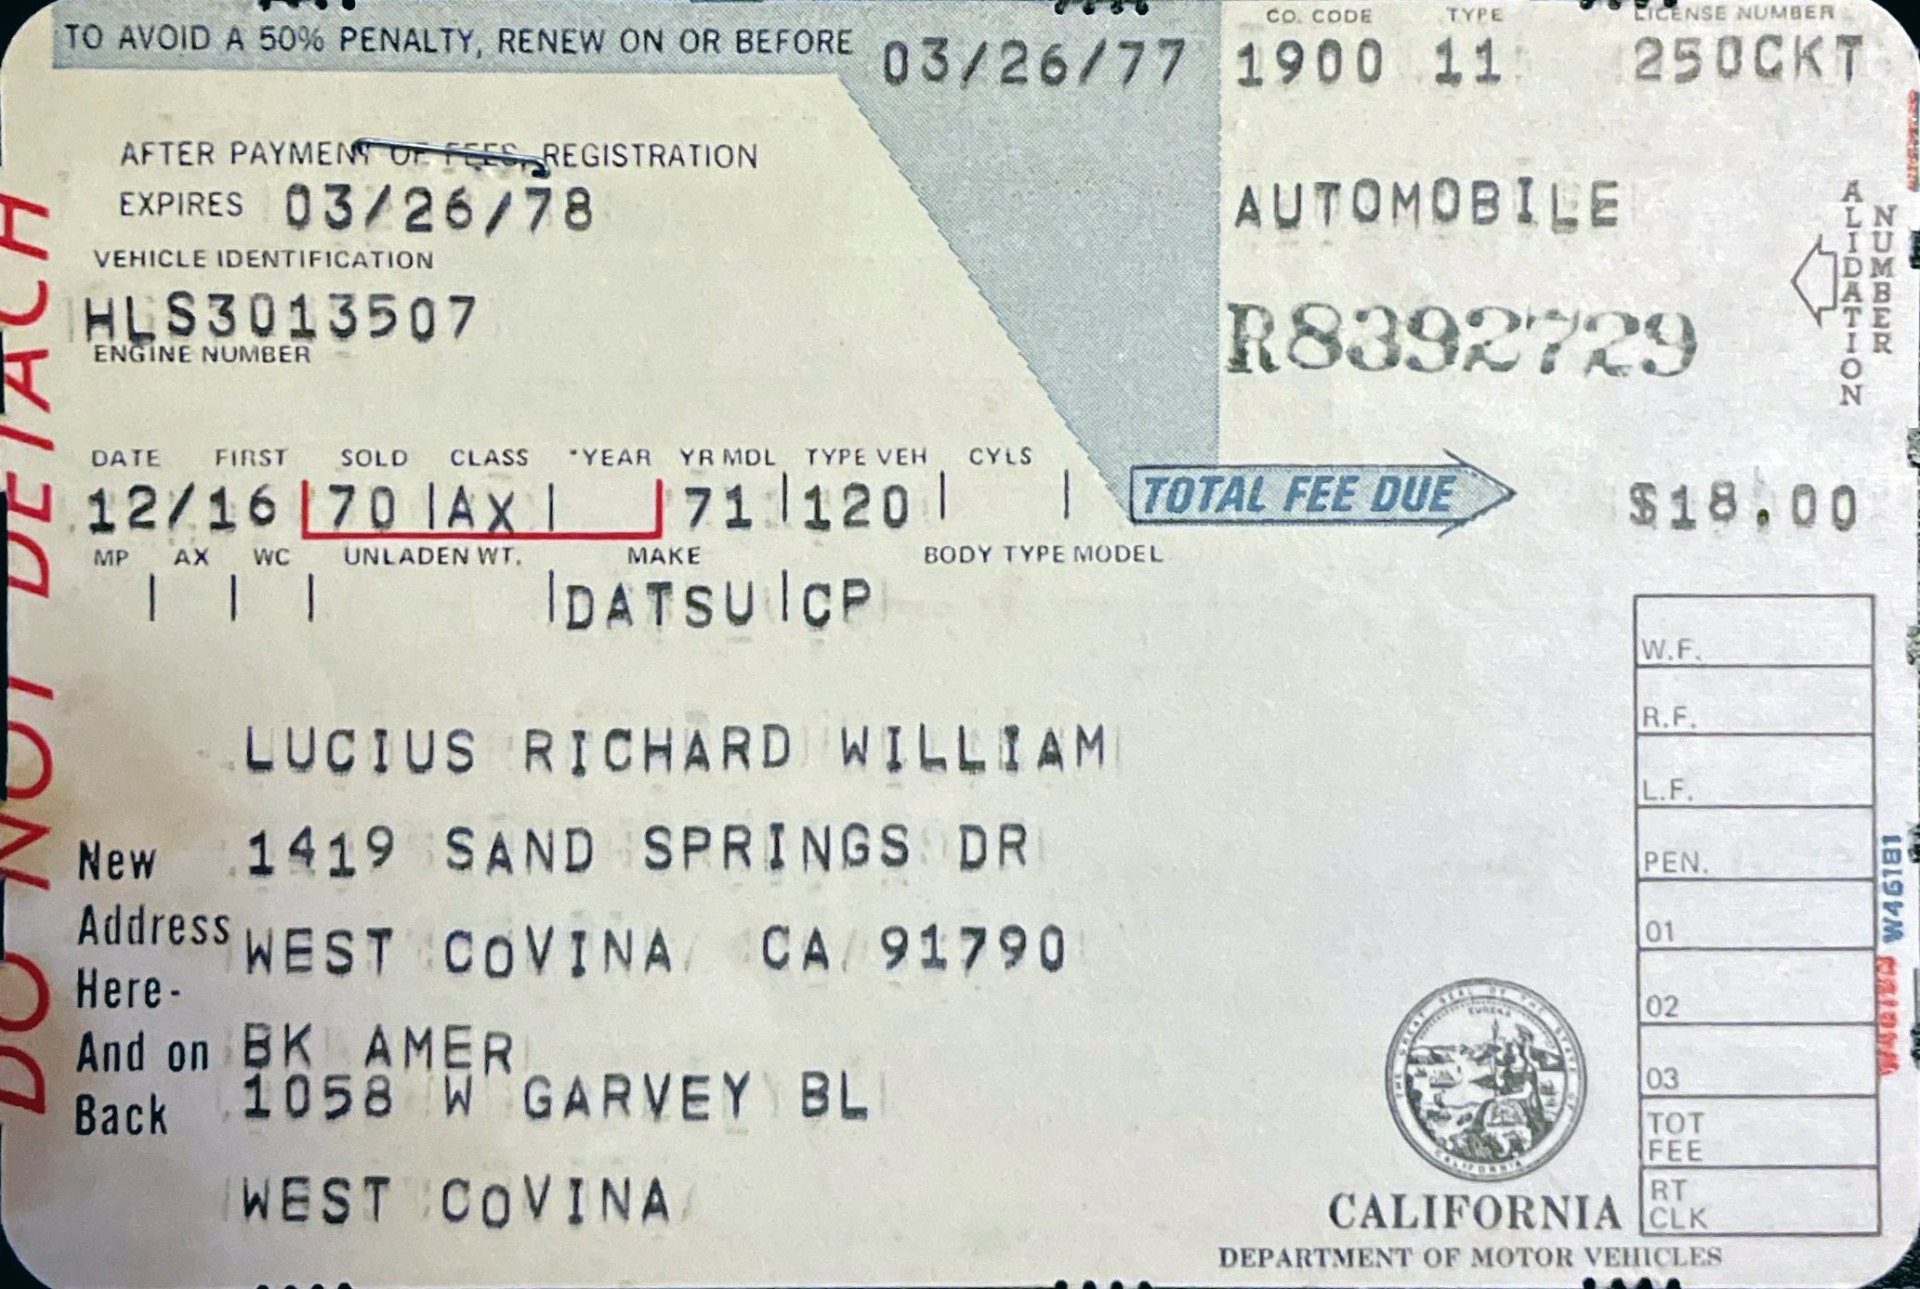 CO. CODE TYPE LICENSE NUMBER
TO AVOID A 50% PENALTY, RENEW ON OR BEFORE 03/26/77 1900 11 250CKT
AFTER PAYMENT OF FEES, REGISTRATION
EXPIRES 03/26/78
AUTOMOBILE
VEHICLE IDENTIFICATION
HLS3013507
ENGINE NUMBER
R8392729
ALIDATION
NUMBER
DATE FIRST SOLD CLASS *YEAR YR MDL TYPE VEH CYLS
12/16 70 AX 71 120
TOTAL FEE DUE $18.00
MP AX WC UNLADEN WT. MAKE BODY TYPE MODEL
DATSU CP
LUCIUS RICHARD WILLIAM
1419 SAND SPRINGS DR
WEST COVINA CA 91790
BK AMER
1058 W GARVEY BL
WEST COVINA
New
Address
Here-
And on
Back
DO NOT DETACH
W.F.
R.F.
L.F.
PEN.
01
02
03
TOT
FEE
RT
CLK
W461B1
EUREKA
CALIFORNIA
CALIFORNIA
DEPARTMENT OF MOTOR VEHICLES